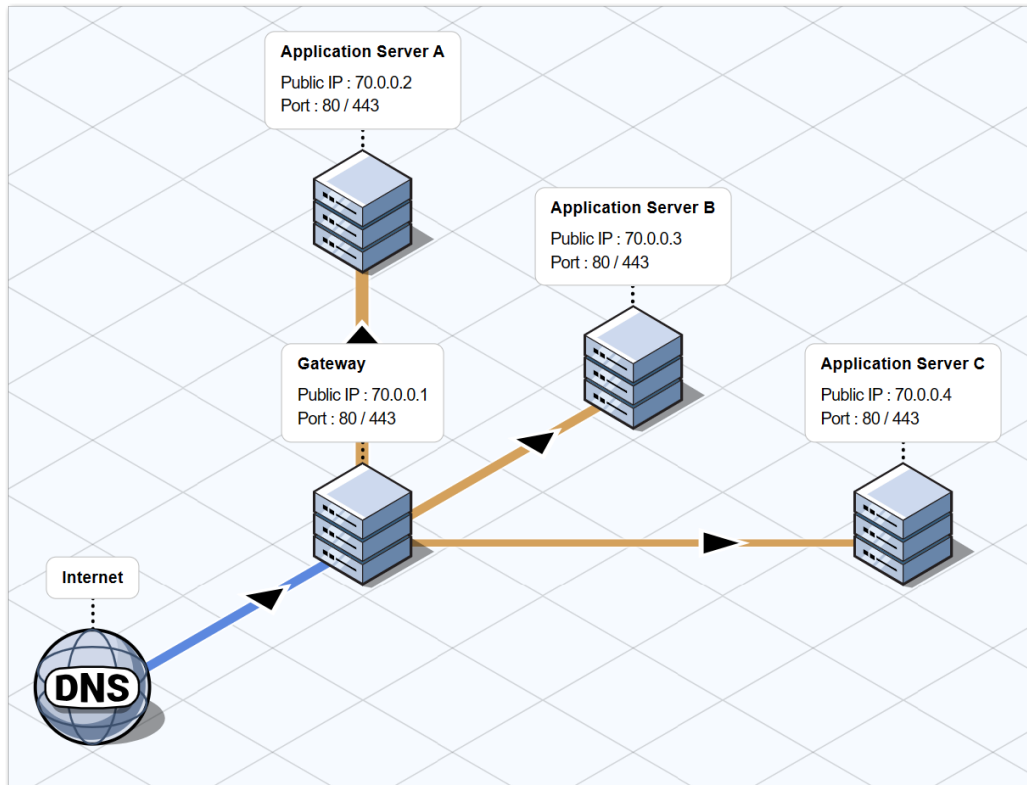 Application Server A
Public IP : 70.0.0.2
Port : 80 / 443
Application Server B
Public IP : 70.0.0.3
Port : 80 / 443
Gateway
Public IP : 70.0.0.1
Port : 80 / 443
Application Server C
Public IP : 70.0.0.4
Port : 80 / 443
Internet
DNS